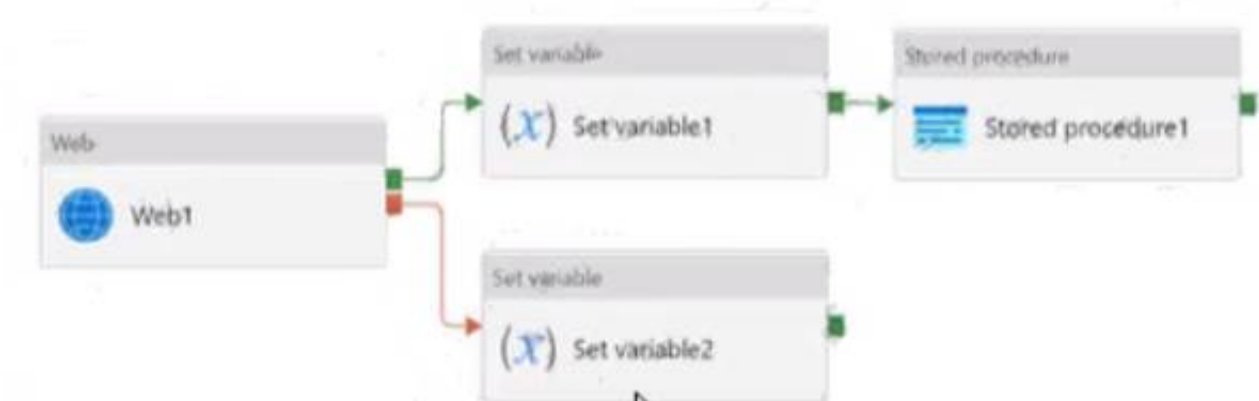 Set variable
(x) Set variable1
Stored procedure
Stored procedure1
Web
Web1
Set variable
(x) Set variable2